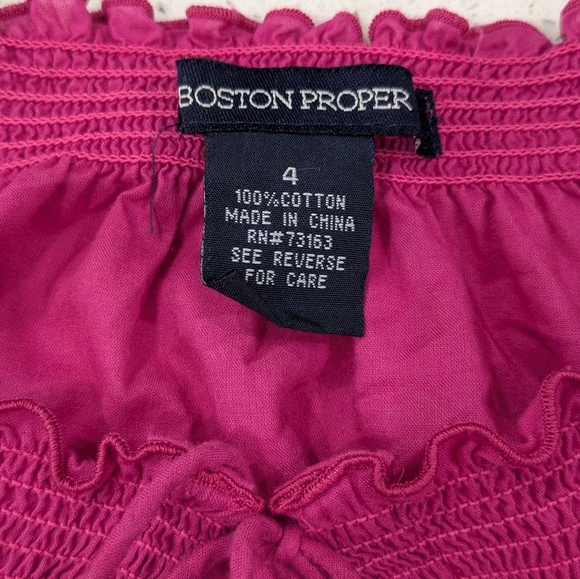 BOSTON PROPER
4
100%COTTON
MADE IN CHINA
RN#73163
SEE REVERSE
FOR CARE